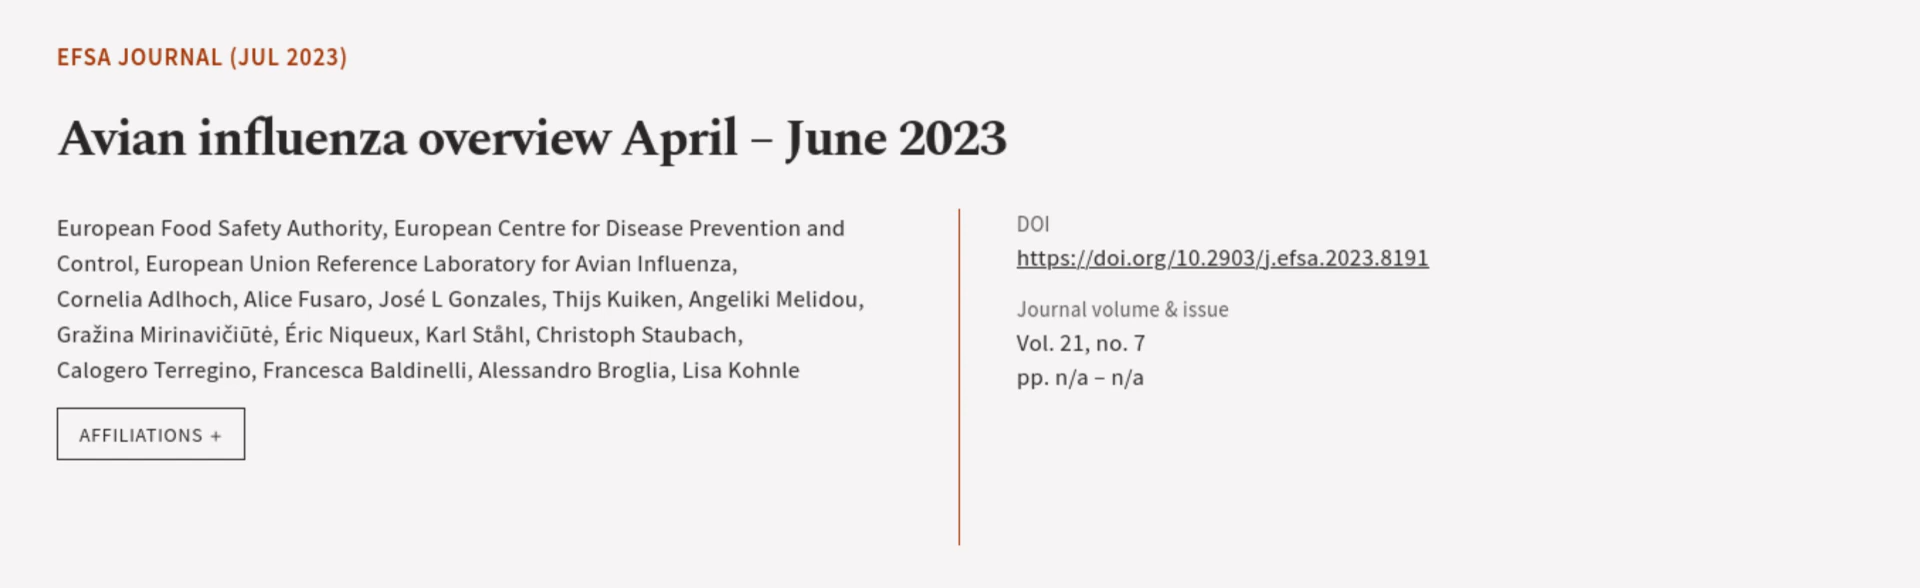 EFSA JOURNAL (JUL 2023)
Avian influenza overview April – June 2023
European Food Safety Authority, European Centre for Disease Prevention and
Control, European Union Reference Laboratory for Avian Influenza,
Cornelia Adlhoch, Alice Fusaro, José L Gonzales, Thijs Kuiken, Angeliki Melidou,
Gražina Mirinavičiūtė, Éric Niqueux, Karl Ståhl, Christoph Staubach,
Calogero Terregino, Francesca Baldinelli, Alessandro Broglia, Lisa Kohnle
AFFILIATIONS +
DOI
https://doi.org/10.2903/j.efsa.2023.8191
Journal volume & issue
Vol. 21, no. 7
pp. n/a – n/a